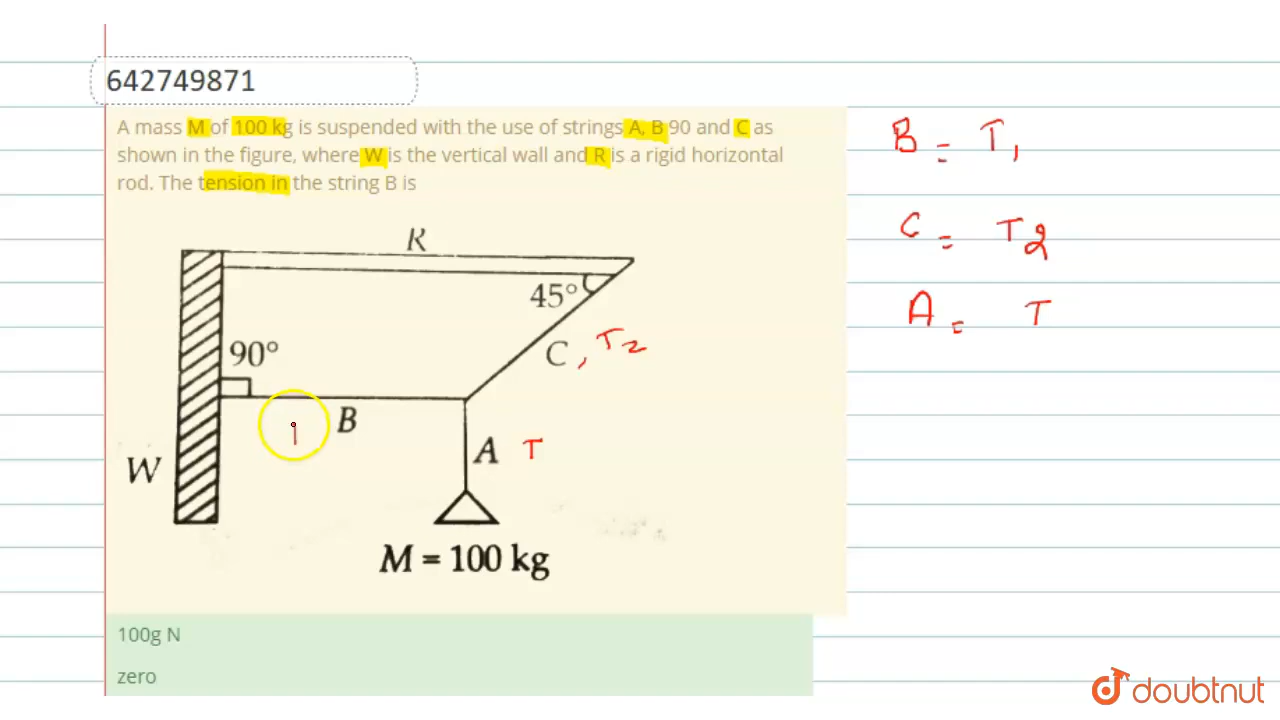 642749871
A mass M of 100 kg is suspended with the use of strings A, B 90 and C as
shown in the figure, where W is the vertical wall and R is a rigid horizontal
rod. The tension in the string B is
R
45°
90°
C , T2
B
A T
W
M = 100 kg
100g N
zero
B = T1
C = T2
A = T
doubtnut